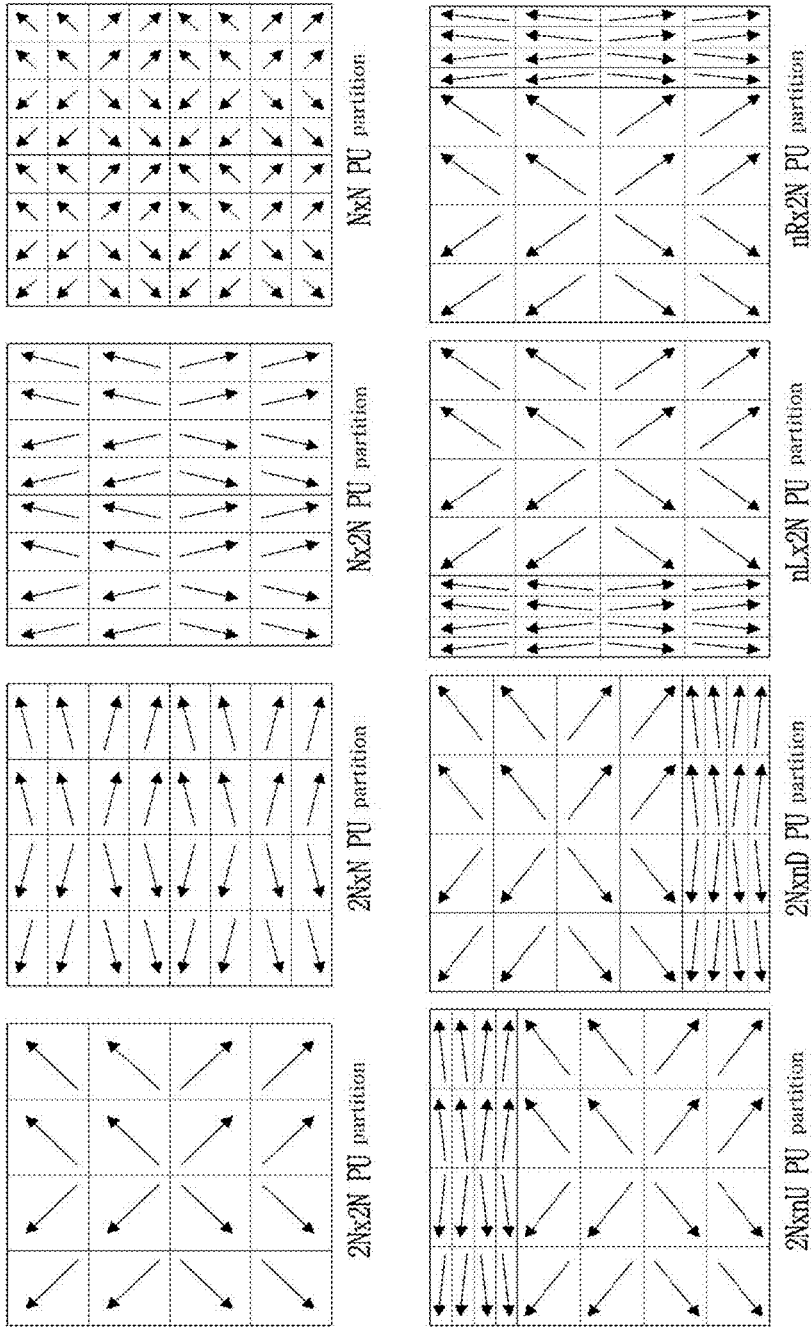 2Nx2N PU partition
2NxN PU partition
Nx2N PU partition
NxN PU partition
2NxnU PU partition
2NxnD PU partition
nLx2N PU partition
nRx2N PU partition